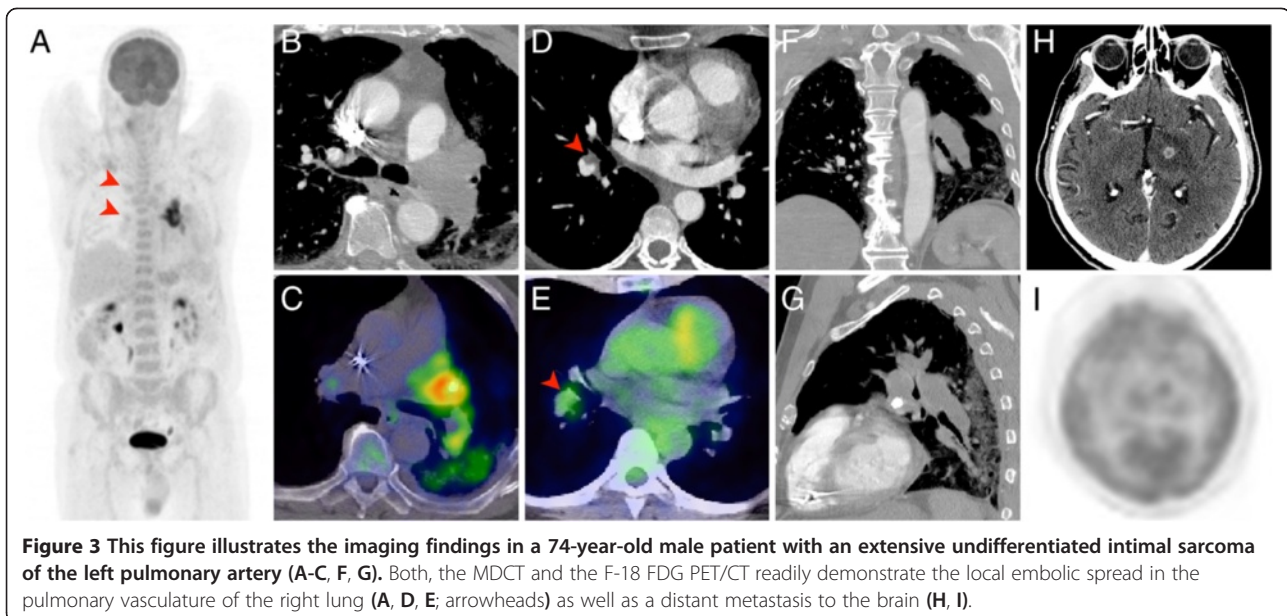 A
B
D
F
H
C
E
G
I
Figure 3 This figure illustrates the imaging findings in a 74-year-old male patient with an extensive undifferentiated intimal sarcoma
of the left pulmonary artery (A-C, F, G). Both, the MDCT and the F-18 FDG PET/CT readily demonstrate the local embolic spread in the
pulmonary vasculature of the right lung (A, D, E; arrowheads) as well as a distant metastasis to the brain (H, I).